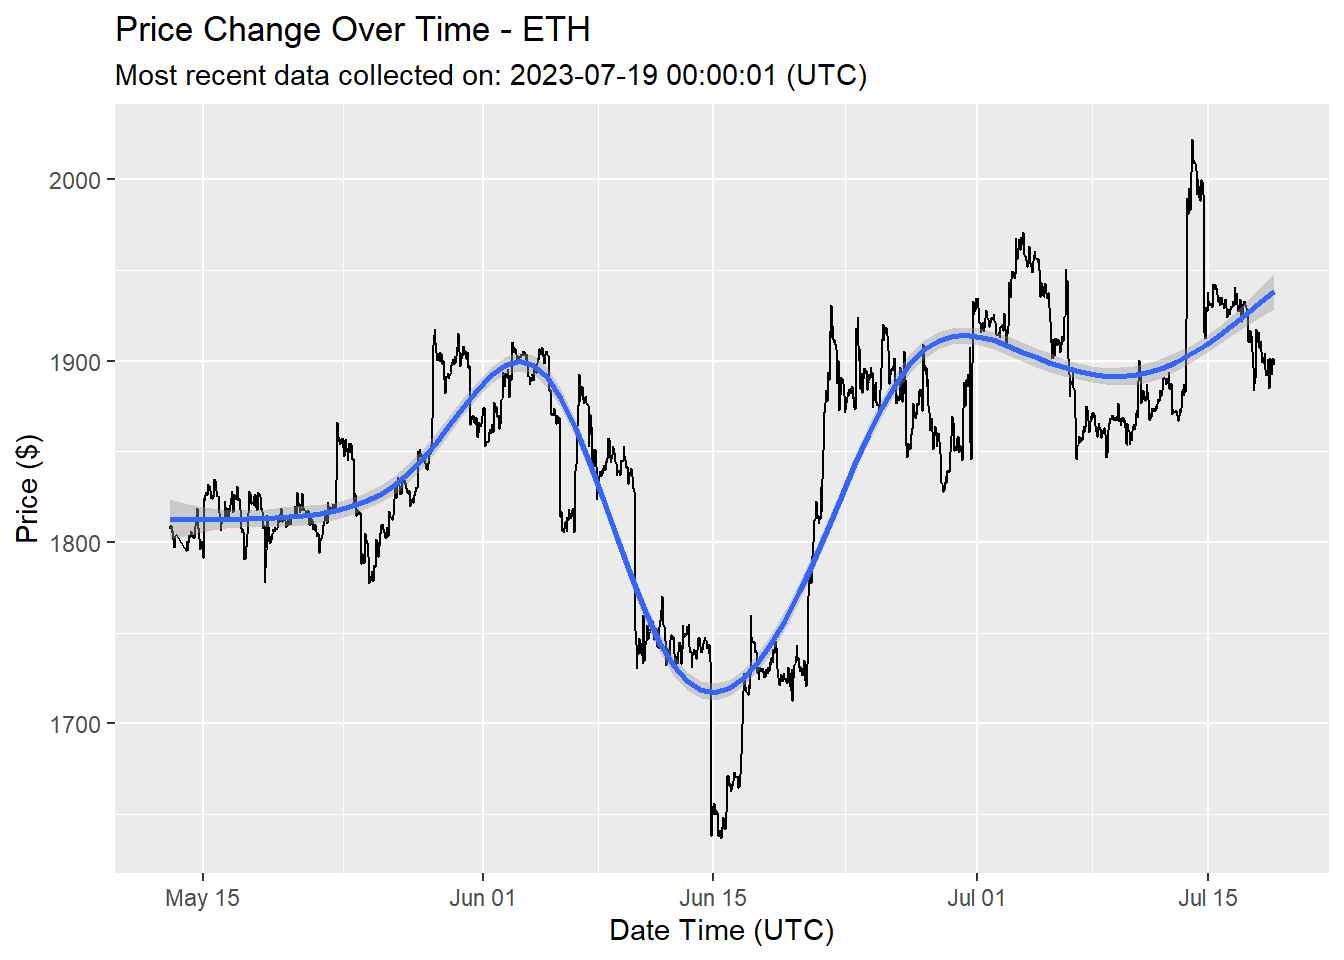 Price Change Over Time - ETH
Most recent data collected on: 2023-07-19 00:00:01 (UTC)
Price ($)
2000
1900
1800
1700
May 15
Jun 01
Jun 15
Jul 01
Jul 15
Date Time (UTC)